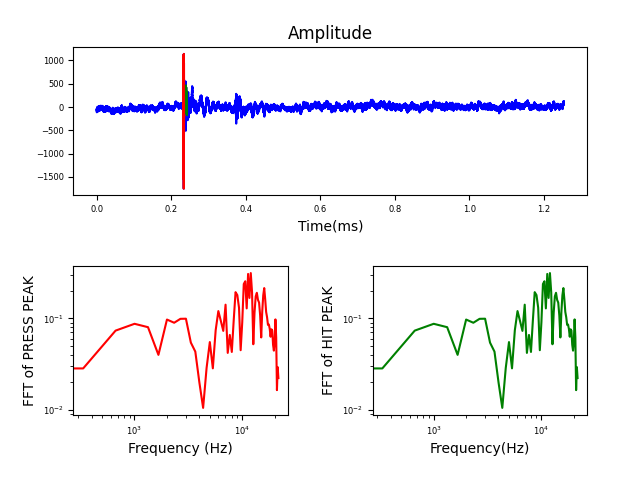 Amplitude
1000
500
0
−500
−1000
−1500
0.0 0.2 0.4 0.6 0.8 1.0 1.2
Time(ms)
FFT of PRESS PEAK
10⁻¹
10⁻²
10³ 10⁴
Frequency (Hz)
FFT of HIT PEAK
10⁻¹
10⁻²
10³ 10⁴
Frequency(Hz)